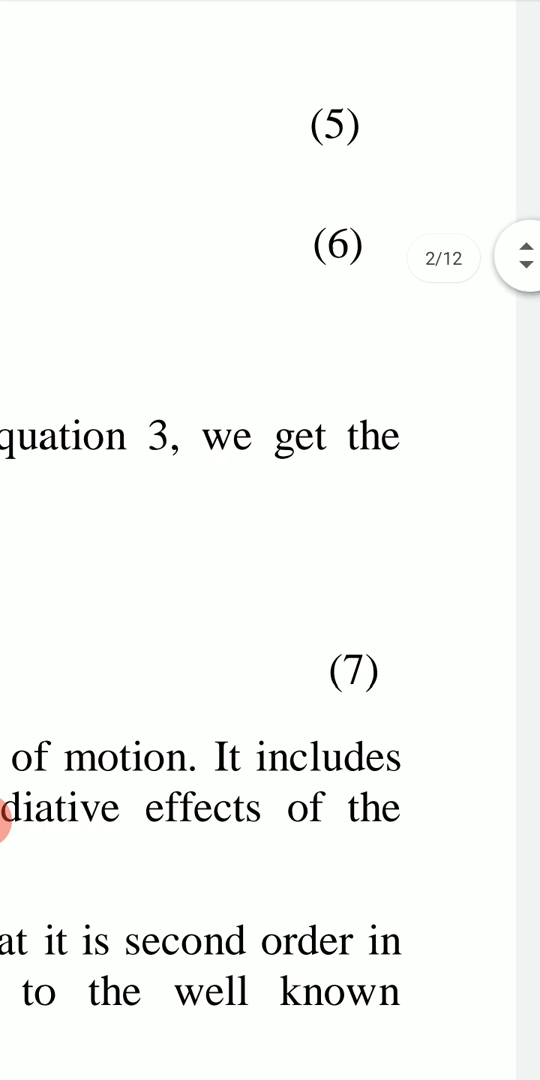 (5)
(6)
2/12
quation 3, we get the
(7)
of motion. It includes
diative effects of the
at it is second order in
to the well known